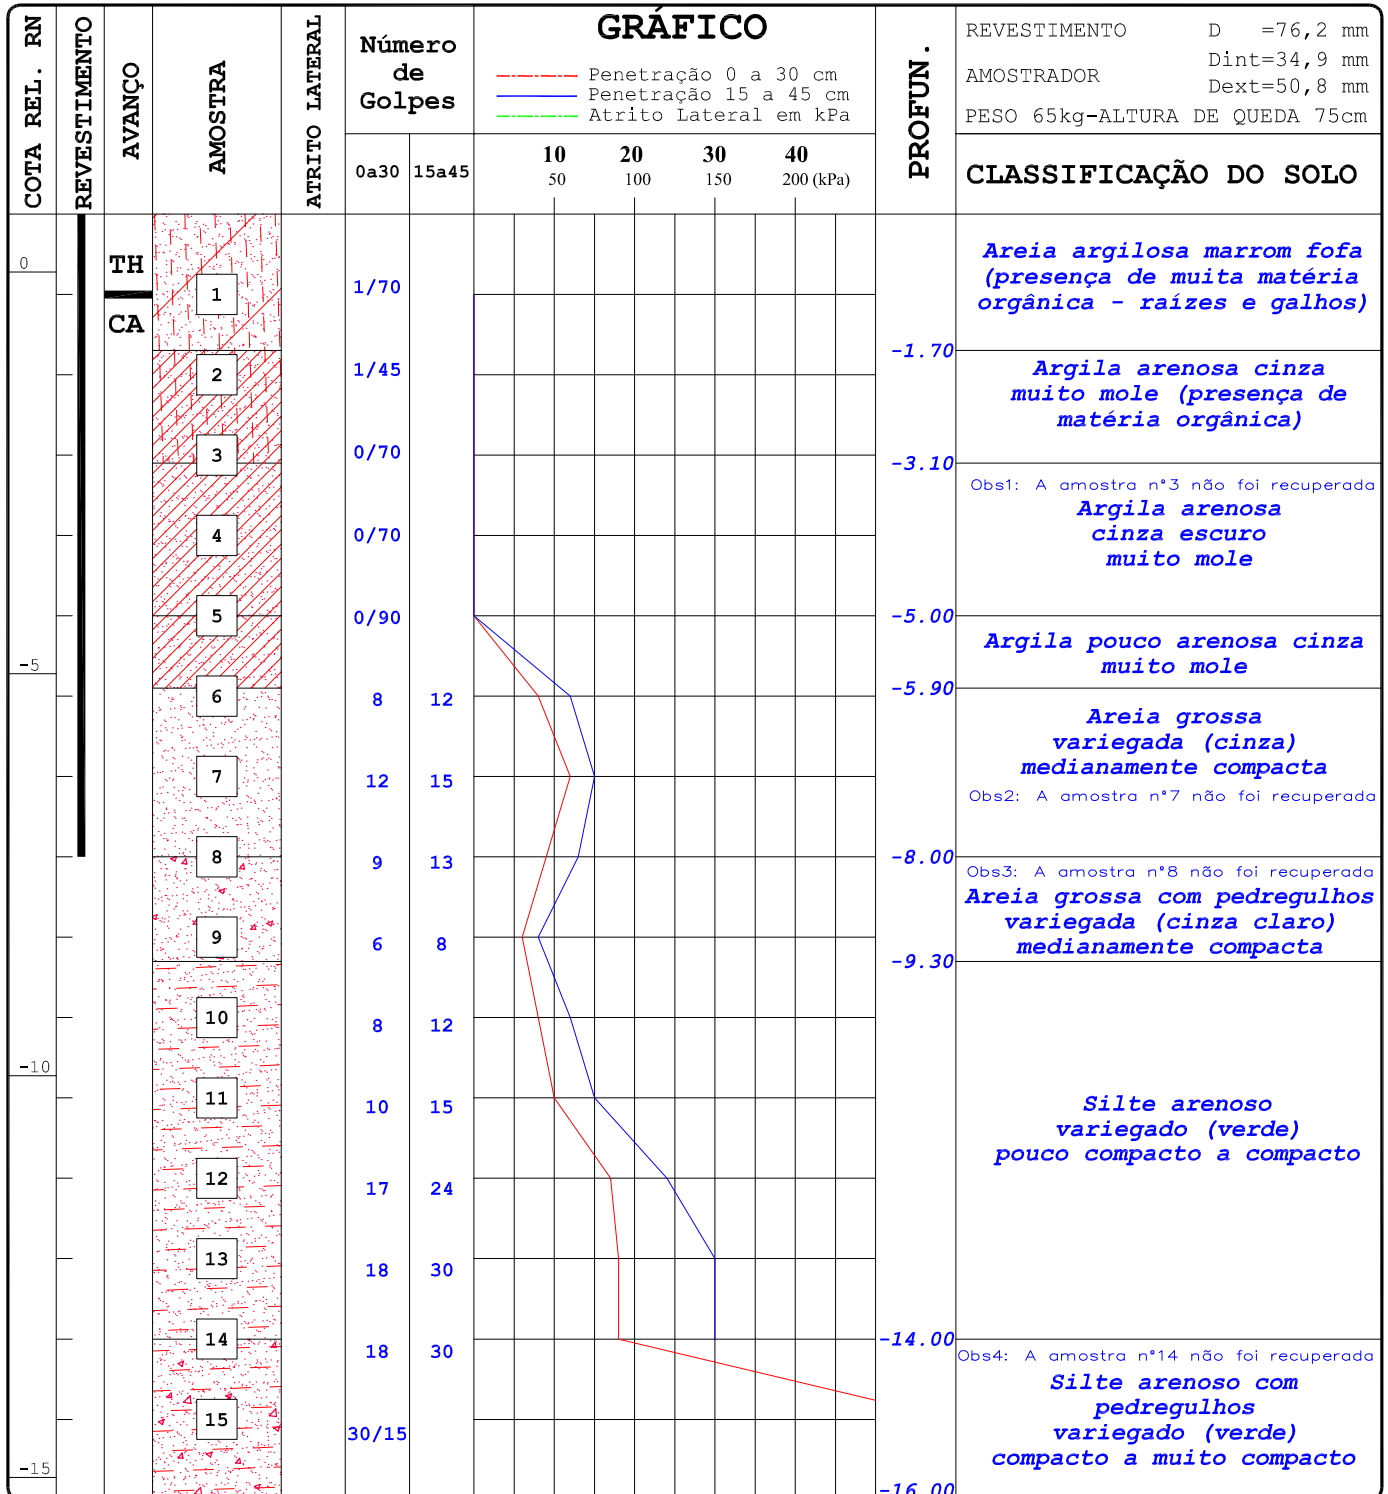 COTA REL. RN
REVESTIMENTO
AVANÇO
AMOSTRA
ATRITO LATERAL
Número
de
Golpes
0a30 15a45
GRÁFICO
Penetração 0 a 30 cm
Penetração 15 a 45 cm
Atrito Lateral em kPa
10 20 30 40
50 100 150 200 (kPa)
PROFUN.
REVESTIMENTO D =76,2 mm
Dint=34,9 mm
AMOSTRADOR
Dext=50,8 mm
PESO 65kg-ALTURA DE QUEDA 75cm
CLASSIFICAÇÃO DO SOLO
0
-5
-10
-15
TH
CA
1
2
3
4
5
6
7
8
9
10
11
12
13
14
15
1/70
1/45
0/70
0/70
0/90
8 12
12 15
9 13
6 8
8 12
10 15
17 24
18 30
18 30
30/15
-1.70
-3.10
-5.00
-5.90
-8.00
-9.30
-14.00
-16.00
Areia argilosa marrom fofa
(presença de muita matéria
orgânica - raízes e galhos)
Argila arenosa cinza
muito mole (presença de
matéria orgânica)
Obs1: A amostra n°3 não foi recuperada
Argila arenosa
cinza escuro
muito mole
Argila pouco arenosa cinza
muito mole
Areia grossa
variegada (cinza)
medianamente compacta
Obs2: A amostra n°7 não foi recuperada
Obs3: A amostra n°8 não foi recuperada
Areia grossa com pedregulhos
variegada (cinza claro)
medianamente compacta
Silte arenoso
variegado (verde)
pouco compacto a compacto
Obs4: A amostra n°14 não foi recuperada
Silte arenoso com
pedregulhos
variegado (verde)
compacto a muito compacto